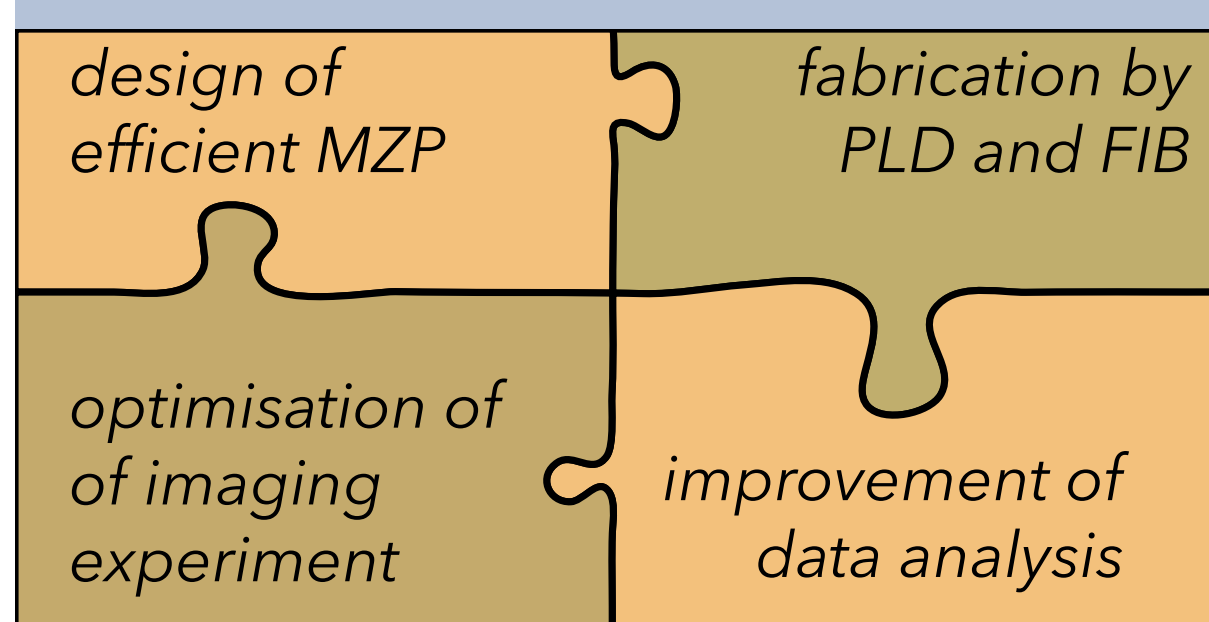 design of
efficient MZP
fabrication by
PLD and FIB
optimisation of
of imaging
experiment
improvement of
data analysis